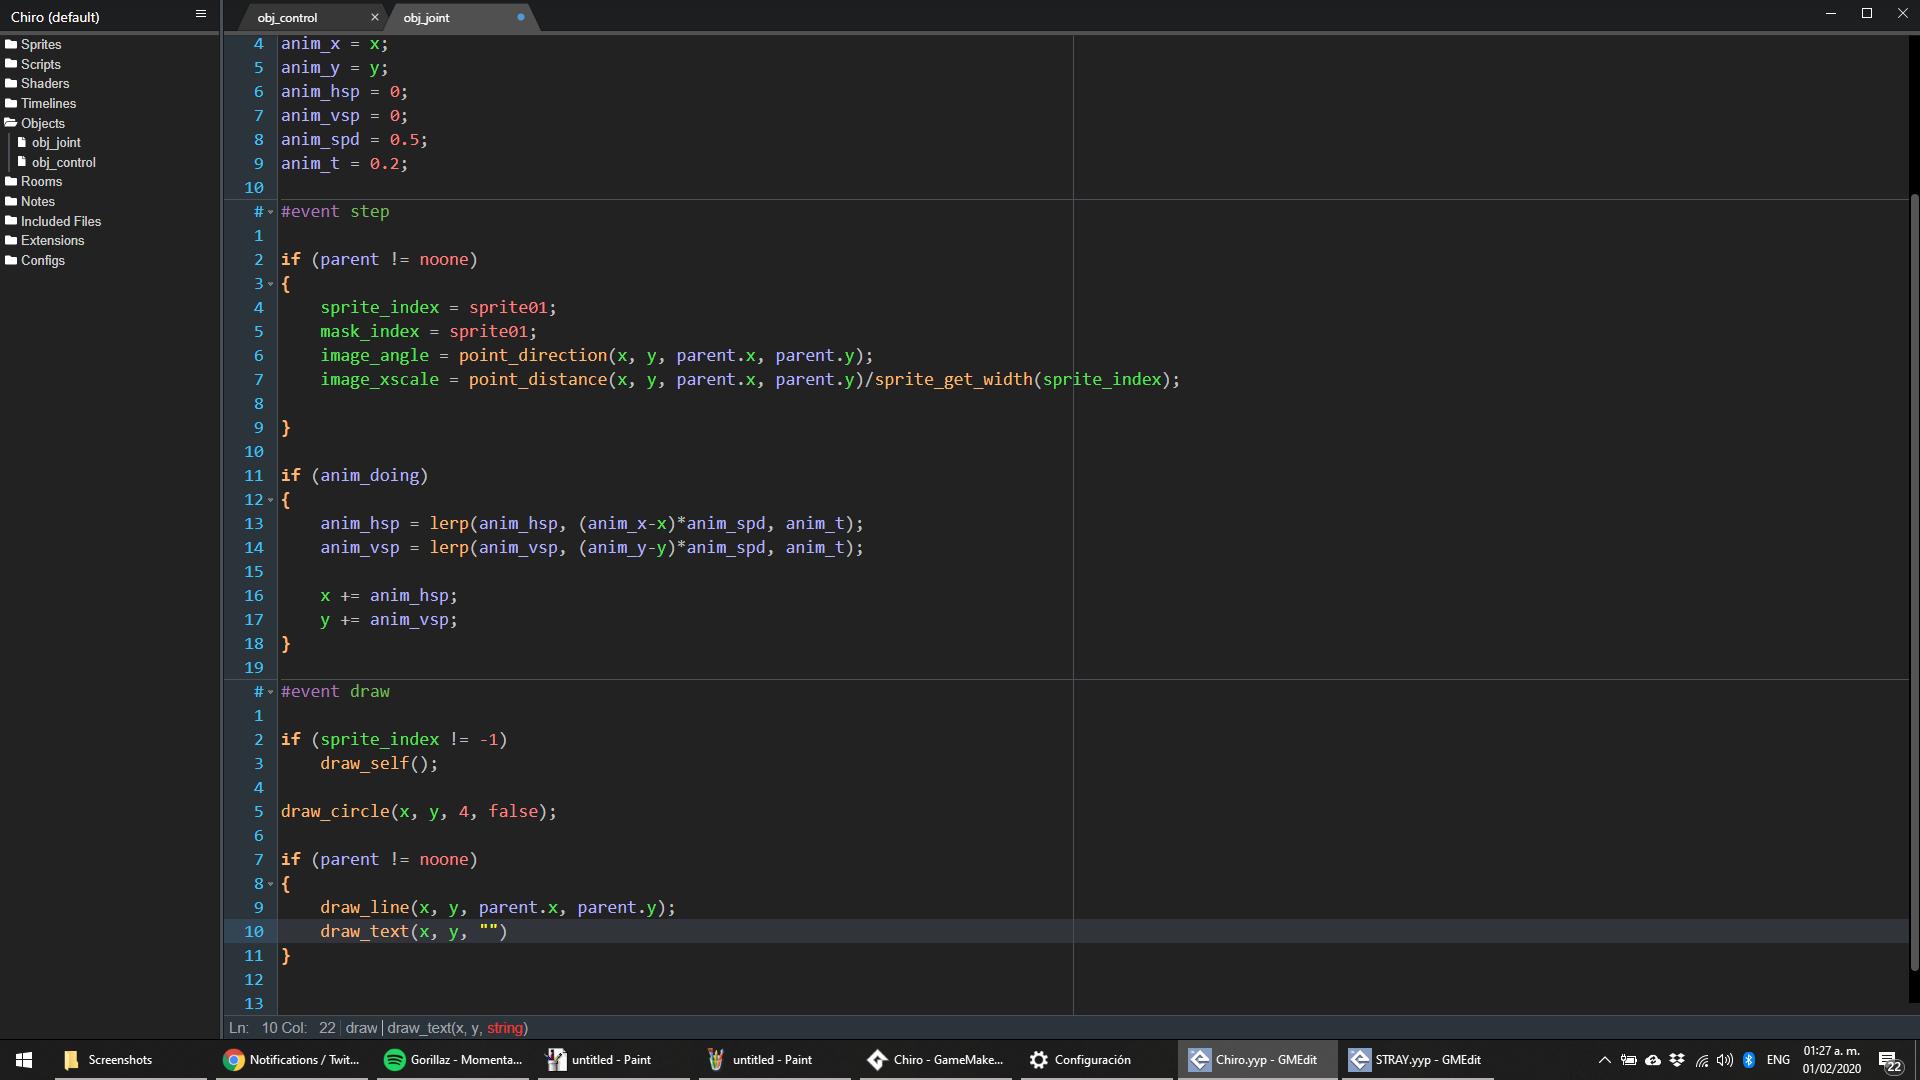 Chiro (default)
Sprites
Scripts
Shaders
Timelines
Objects
obj_joint
obj_control
Rooms
Notes
Included Files
Extensions
Configs
obj_control ×
obj_joint
4 anim_x = x;
5 anim_y = y;
6 anim_hsp = 0;
7 anim_vsp = 0;
8 anim_spd = 0.5;
9 anim_t = 0.2;
10
# #event step
1
2 if (parent != noone)
3 {
4     sprite_index = sprite01;
5     mask_index = sprite01;
6     image_angle = point_direction(x, y, parent.x, parent.y);
7     image_xscale = point_distance(x, y, parent.x, parent.y)/sprite_get_width(sprite_index);
8
9 }
10
11 if (anim_doing)
12 {
13     anim_hsp = lerp(anim_hsp, (anim_x-x)*anim_spd, anim_t);
14     anim_vsp = lerp(anim_vsp, (anim_y-y)*anim_spd, anim_t);
15
16     x += anim_hsp;
17     y += anim_vsp;
18 }
19
# #event draw
1
2 if (sprite_index != -1)
3     draw_self();
4
5 draw_circle(x, y, 4, false);
6
7 if (parent != noone)
8 {
9     draw_line(x, y, parent.x, parent.y);
10     draw_text(x, y, "")
11 }
12
13
Ln: 10 Col: 22 draw draw_text(x, y, string)
Screenshots
Notifications / Twit...
Gorillaz - Momenta...
untitled - Paint
untitled - Paint
Chiro - GameMake...
Configuración
Chiro.yyp - GMEdit
STRAY.yyp - GMEdit
ENG
01:27 a. m.
01/02/2020
22